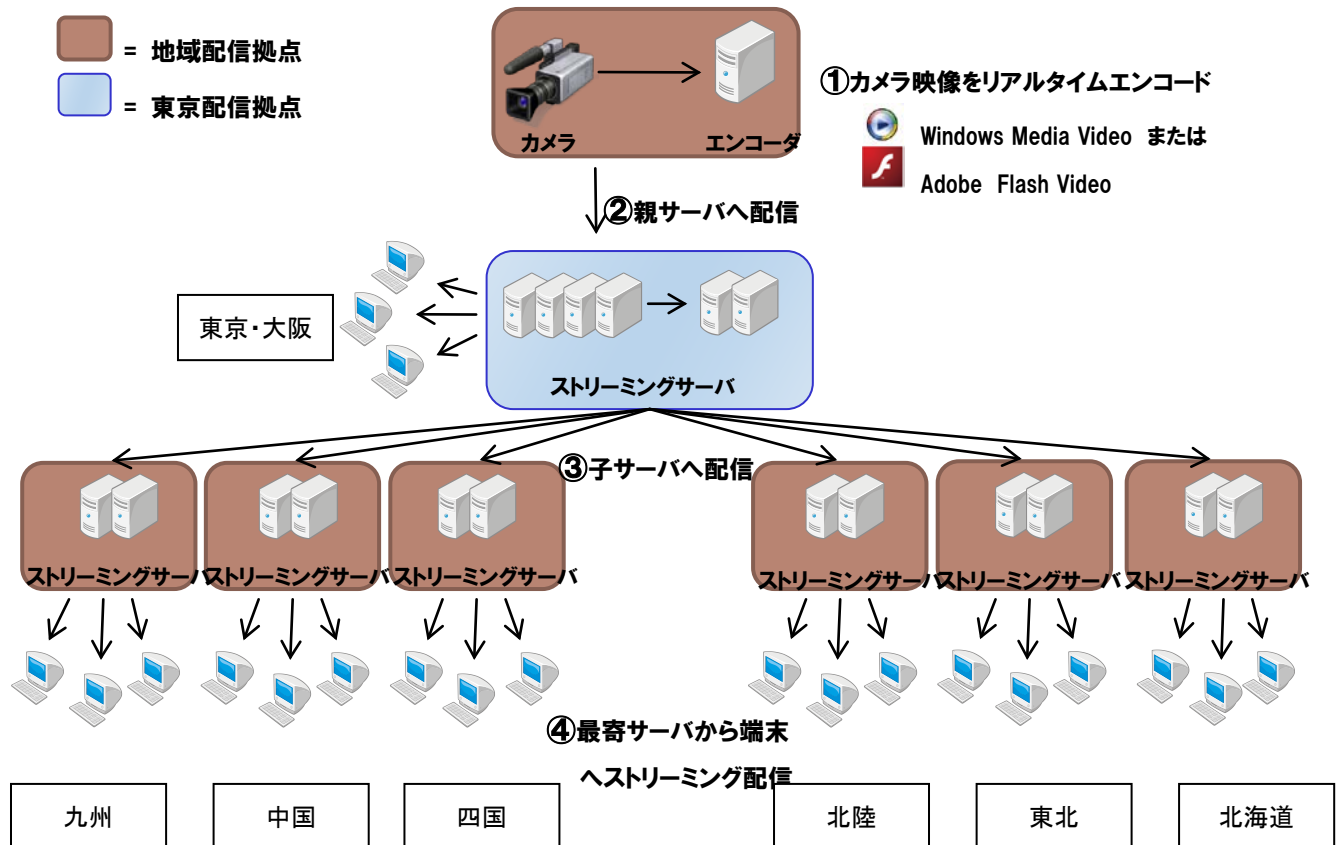 = 地域配信拠点
= 東京配信拠点
カメラ
エンコーダ
①カメラ映像をリアルタイムエンコード
Windows Media Video または
Adobe Flash Video
②親サーバへ配信
東京・大阪
ストリーミングサーバ
③子サーバへ配信
ストリーミングサーバ
ストリーミングサーバ
ストリーミングサーバ
ストリーミングサーバ
ストリーミングサーバ
ストリーミングサーバ
④最寄サーバから端末
へストリーミング配信
九州
中国
四国
北陸
東北
北海道